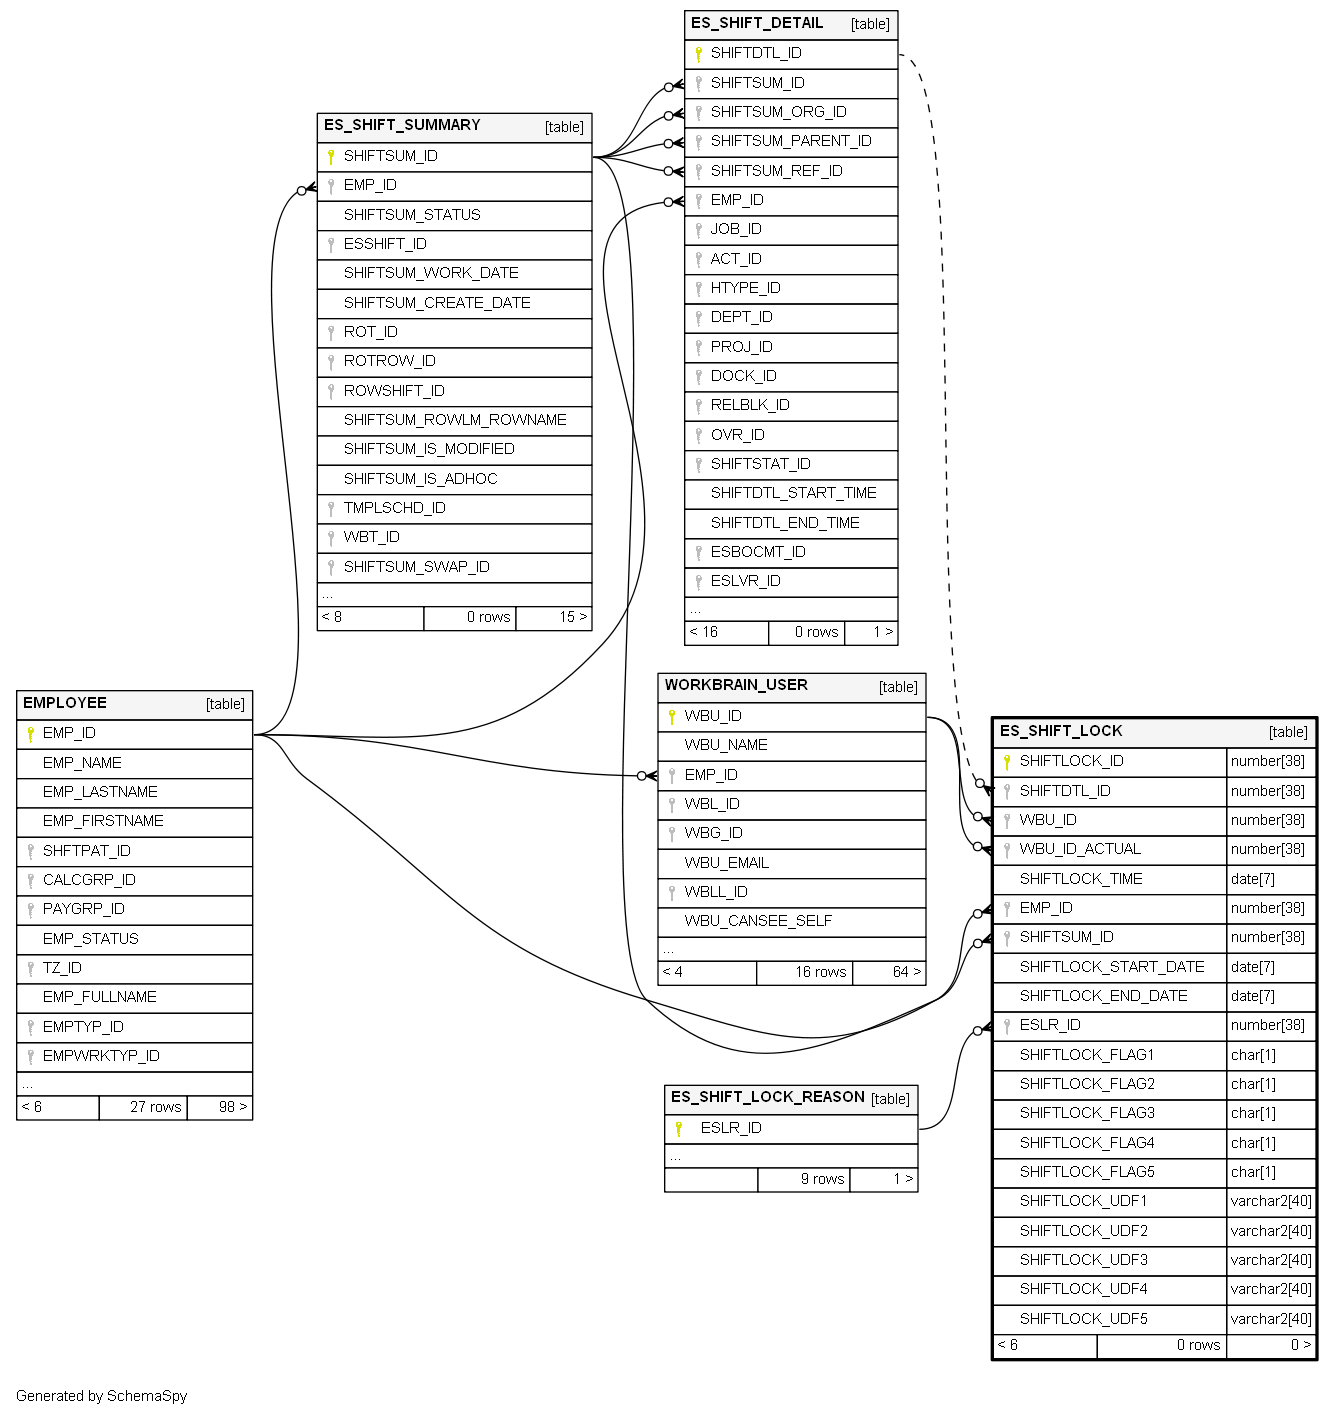 ES_SHIFT_DETAIL [table]
SHIFTDTL_ID
SHIFTSUM_ID
SHIFTSUM_ORG_ID
SHIFTSUM_PARENT_ID
SHIFTSUM_REF_ID
EMP_ID
JOB_ID
ACT_ID
HTYPE_ID
DEPT_ID
PROJ_ID
DOCK_ID
RELBLK_ID
OVR_ID
SHIFTSTAT_ID
SHIFTDTL_START_TIME
SHIFTDTL_END_TIME
ESBOCMT_ID
ESLVR_ID
...
< 16 0 rows 1 >
ES_SHIFT_SUMMARY [table]
SHIFTSUM_ID
EMP_ID
SHIFTSUM_STATUS
ESSHIFT_ID
SHIFTSUM_WORK_DATE
SHIFTSUM_CREATE_DATE
ROT_ID
ROTROW_ID
ROWSHIFT_ID
SHIFTSUM_ROWLM_ROWNAME
SHIFTSUM_IS_MODIFIED
SHIFTSUM_IS_ADHOC
TMPLSCHD_ID
WBT_ID
SHIFTSUM_SWAP_ID
...
< 8 0 rows 15 >
EMPLOYEE [table]
EMP_ID
EMP_NAME
EMP_LASTNAME
EMP_FIRSTNAME
SHFTPAT_ID
CALCGRP_ID
PAYGRP_ID
EMP_STATUS
TZ_ID
EMP_FULLNAME
EMPTYP_ID
EMPWRKTYP_ID
...
< 6 27 rows 98 >
WORKBRAIN_USER [table]
WBU_ID
WBU_NAME
EMP_ID
WBL_ID
WBG_ID
WBU_EMAIL
WBLL_ID
WBU_CANSEE_SELF
...
< 4 16 rows 64 >
ES_SHIFT_LOCK [table]
SHIFTLOCK_ID number[38]
SHIFTDTL_ID number[38]
WBU_ID number[38]
WBU_ID_ACTUAL number[38]
SHIFTLOCK_TIME date[7]
EMP_ID number[38]
SHIFTSUM_ID number[38]
SHIFTLOCK_START_DATE date[7]
SHIFTLOCK_END_DATE date[7]
ESLR_ID number[38]
SHIFTLOCK_FLAG1 char[1]
SHIFTLOCK_FLAG2 char[1]
SHIFTLOCK_FLAG3 char[1]
SHIFTLOCK_FLAG4 char[1]
SHIFTLOCK_FLAG5 char[1]
SHIFTLOCK_UDF1 varchar2[40]
SHIFTLOCK_UDF2 varchar2[40]
SHIFTLOCK_UDF3 varchar2[40]
SHIFTLOCK_UDF4 varchar2[40]
SHIFTLOCK_UDF5 varchar2[40]
< 6 0 rows 0 >
ES_SHIFT_LOCK_REASON [table]
ESLR_ID
...
9 rows 1 >
Generated by SchemaSpy